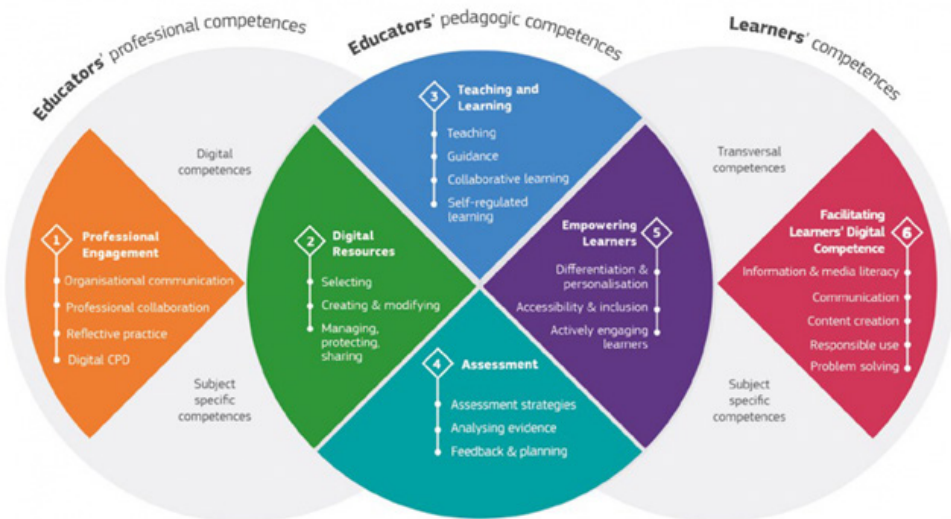 Educators' professional competences
Educators' pedagogic competences
Learners' competences
Digital
competences
Subject
specific
competences
1
Professional
Engagement
Organisational communication
Professional collaboration
Reflective practice
Digital CPD
2
Digital
Resources
Selecting
Creating & modifying
Managing,
protecting,
sharing
3
Teaching and
Learning
Teaching
Guidance
Collaborative learning
Self-regulated
learning
4
Assessment
Assessment strategies
Analysing evidence
Feedback & planning
Empowering
Learners
5
Differentiation &
personalisation
Accessibility & inclusion
Actively engaging
learners
Transversal
competences
Subject
specific
competences
Facilitating
Learners' Digital
Competence
6
Information & media literacy
Communication
Content creation
Responsible use
Problem solving